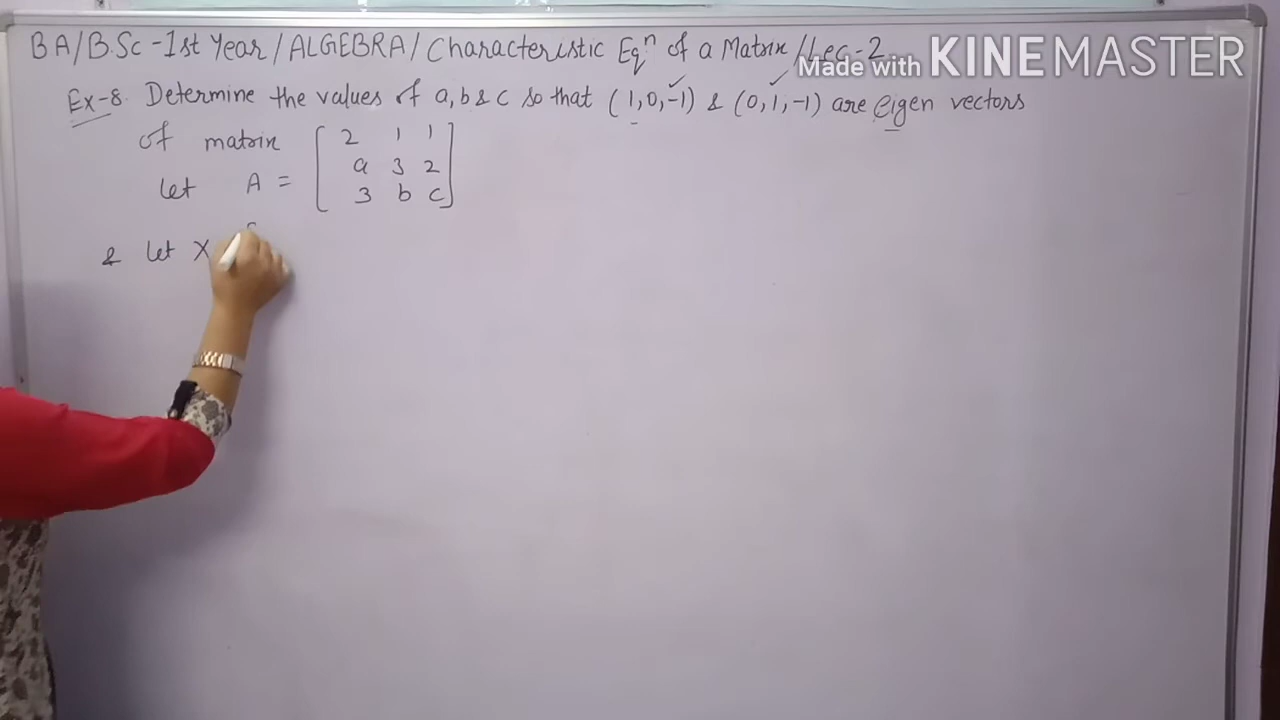 BA/B.Sc - 1st Year / ALGEBRA / Characteristic Eqⁿ of a Matrix / Lec-2
Made with KINEMASTER
Ex-8. Determine the values of a, b & c so that (1, 0, -1) & (0, 1, -1) are eigen vectors
of matrix [ 2 1 1
let A = a 3 2
3 b c ]
& let X